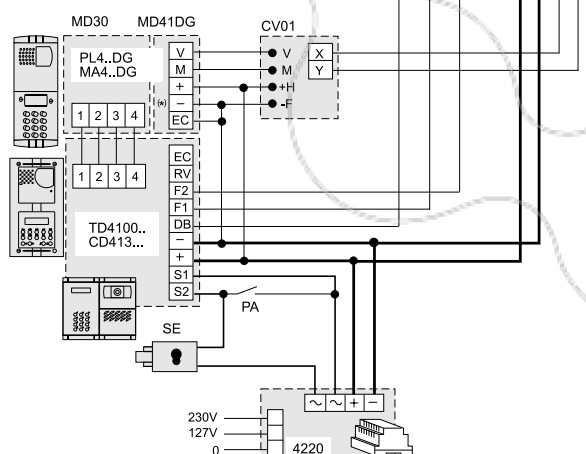 MD30 MD41DG CV01
PL4..DG
MA4..DG
V
M
+
−
EC
(*)
V
M
+H
-F
X
Y
1 2 3 4
1 2 3 4
EC
RV
F2
F1
DB
−
+
S1
S2
TD4100..
CD413...
PA
SE
~ ~ + −
230V
127V
0
4220